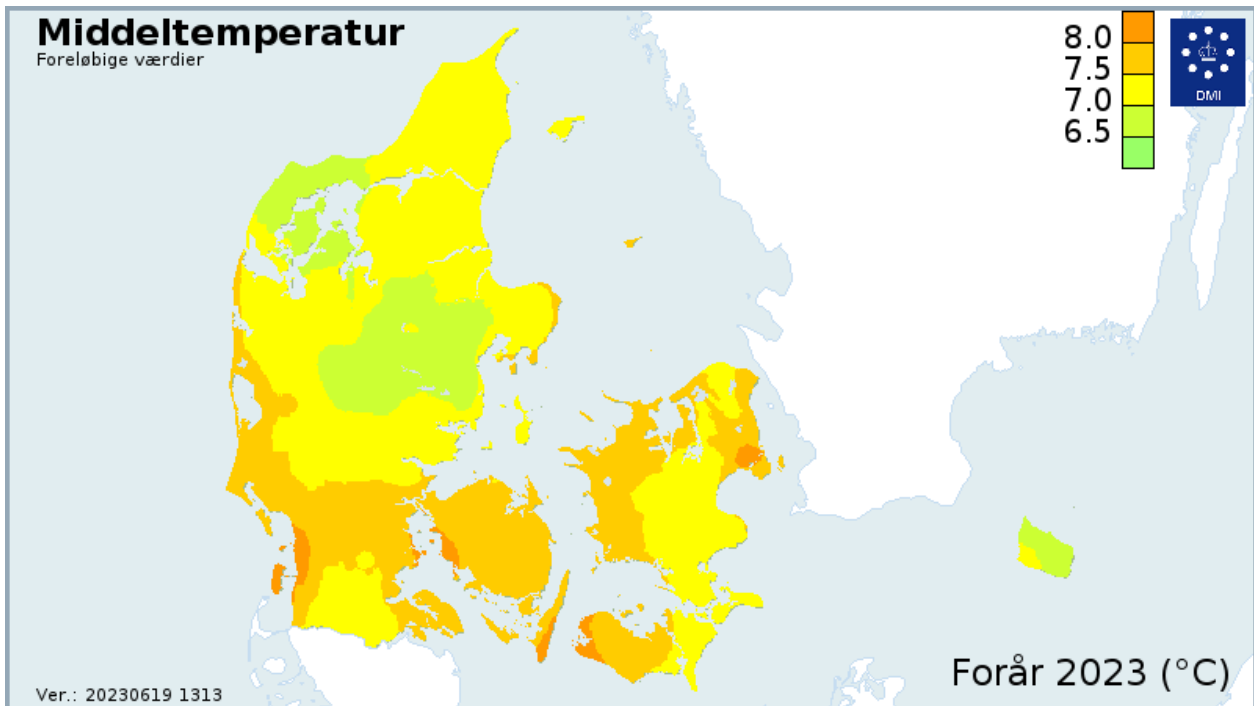 Middeltemperatur
Foreløbige værdier
8.0
7.5
7.0
6.5
DMI
Forår 2023 (°C)
Ver.: 20230619 1313